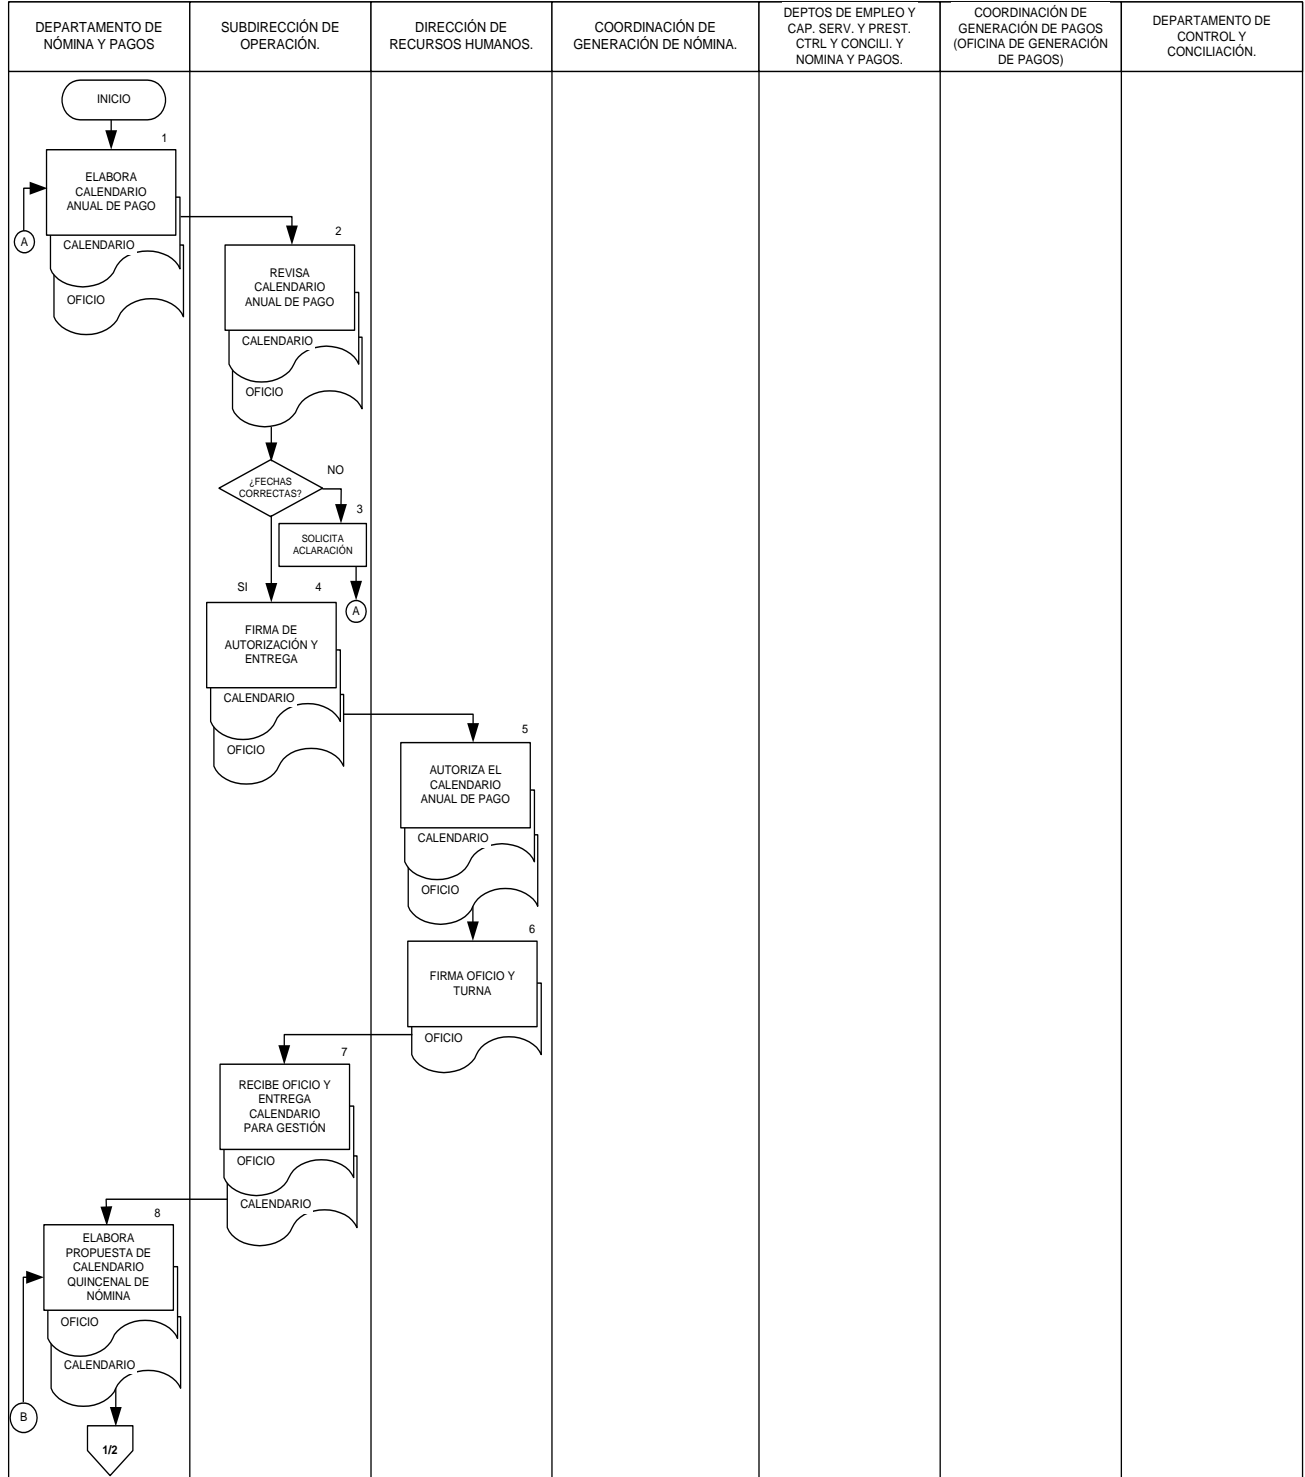 DEPARTAMENTO DE
NÓMINA Y PAGOS
SUBDIRECCIÓN DE
OPERACIÓN.
DIRECCIÓN DE
RECURSOS HUMANOS.
COORDINACIÓN DE
GENERACIÓN DE NÓMINA.
DEPTOS DE EMPLEO Y
CAP. SERV. Y PREST.
CTRL Y CONCILI. Y
NOMINA Y PAGOS.
COORDINACIÓN DE
GENERACIÓN DE PAGOS
(OFICINA DE GENERACIÓN
DE PAGOS)
DEPARTAMENTO DE
CONTROL Y
CONCILIACIÓN.
INICIO
1
ELABORA
CALENDARIO
ANUAL DE PAGO
A
CALENDARIO
OFICIO
2
REVISA
CALENDARIO
ANUAL DE PAGO
CALENDARIO
OFICIO
¿FECHAS
CORRECTAS?
NO
3
SOLICITA
ACLARACIÓN
A
SI
4
FIRMA DE
AUTORIZACIÓN Y
ENTREGA
CALENDARIO
OFICIO
5
AUTORIZA EL
CALENDARIO
ANUAL DE PAGO
CALENDARIO
OFICIO
6
FIRMA OFICIO Y
TURNA
OFICIO
7
RECIBE OFICIO Y
ENTREGA
CALENDARIO
PARA GESTIÓN
OFICIO
CALENDARIO
8
ELABORA
PROPUESTA DE
CALENDARIO
QUINCENAL DE
NÓMINA
OFICIO
CALENDARIO
B
1/2